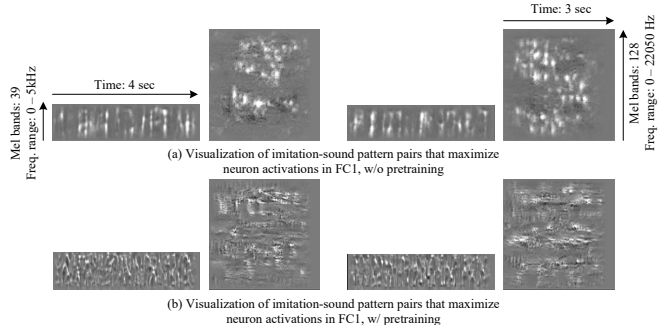 Time: 3 sec
Mel bands: 128
Freq. range: 0 – 22050 Hz
Mel bands: 39
Freq. range: 0 – 5kHz
Time: 4 sec
(a) Visualization of imitation-sound pattern pairs that maximize
neuron activations in FC1, w/o pretraining
(b) Visualization of imitation-sound pattern pairs that maximize
neuron activations in FC1, w/ pretraining